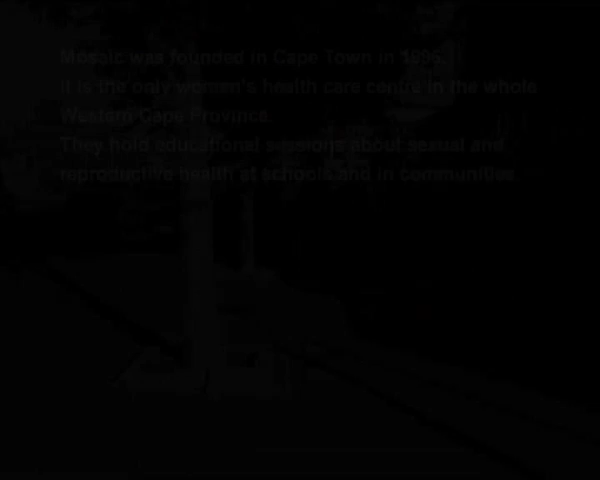 Mosaic was founded in Cape Town in 1996.
It is the only women's health care centre in the whole
Western Cape Province.
They hold educational sessions about sexual and
reproductive health at schools and in communities.